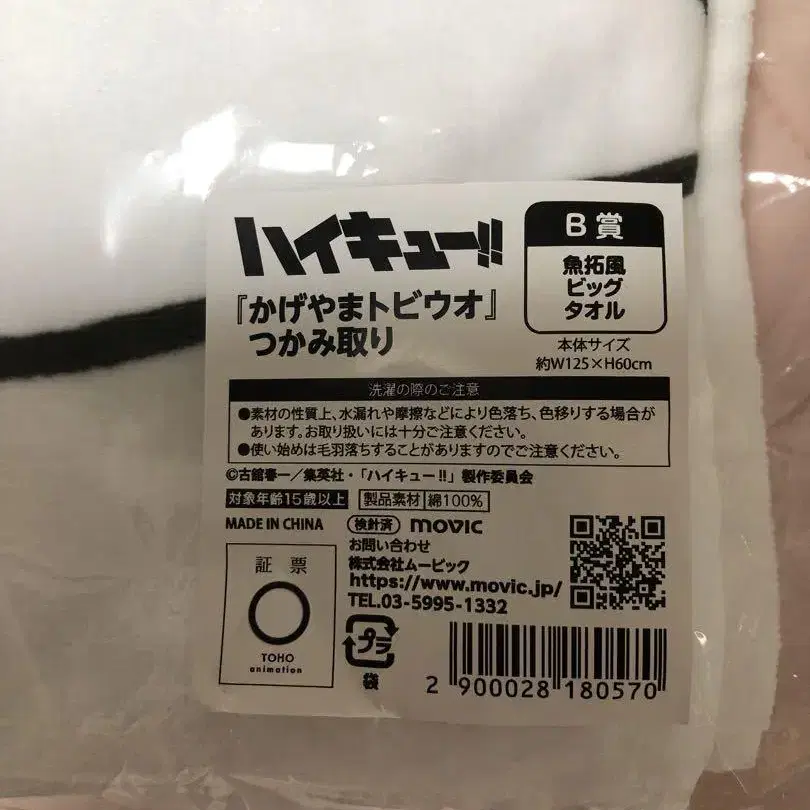 ハイキュー!!
『かげやまトビウオ』
つかみ取り
B賞
魚拓風
ビッグ
タオル
本体サイズ
約W125×H60cm
洗濯の際のご注意
●素材の性質上、水漏れや摩擦などにより色落ち、色移りする場合が
あります。お取り扱いには十分ご注意ください。
●使い始めは毛羽落ちすることがありますのでご注意ください。
©古舘春一／集英社・「ハイキュー!!」製作委員会
対象年齢15歳以上 製品素材 綿100%
MADE IN CHINA 検針済 movic
お問い合わせ
株式会社ムービック
https://www.movic.jp/
TEL.03-5995-1332
証票
TOHO
animation
プラ
袋
2 900028 180570